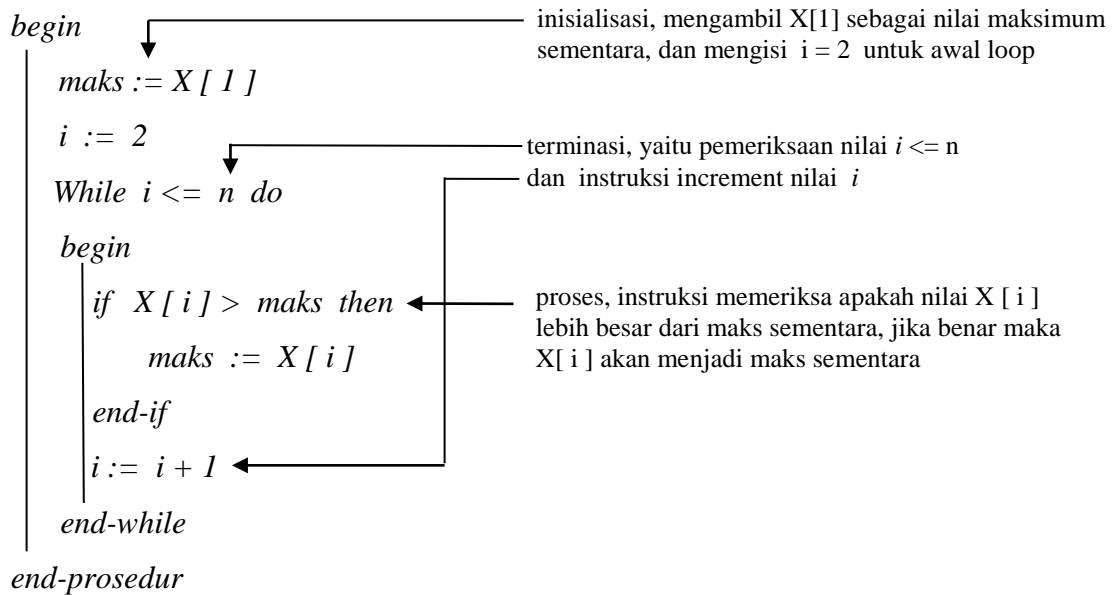 begin
inisialisasi, mengambil X[1] sebagai nilai maksimum
sementara, dan mengisi i = 2 untuk awal loop
maks := X [ 1 ]
i := 2
terminasi, yaitu pemeriksaan nilai i <= n
dan instruksi increment nilai i
While i <= n do
begin
if X [ i ] > maks then
proses, instruksi memeriksa apakah nilai X [ i ]
lebih besar dari maks sementara, jika benar maka
X[ i ] akan menjadi maks sementara
maks := X [ i ]
end-if
i := i + 1
end-while
end-prosedur